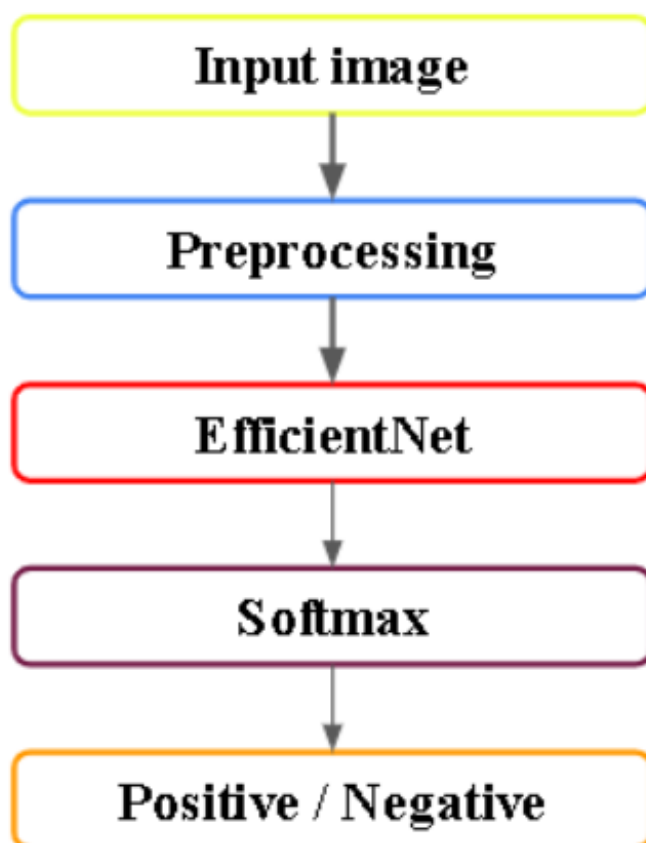 Input image
Preprocessing
EfficientNet
Softmax
Positive / Negative